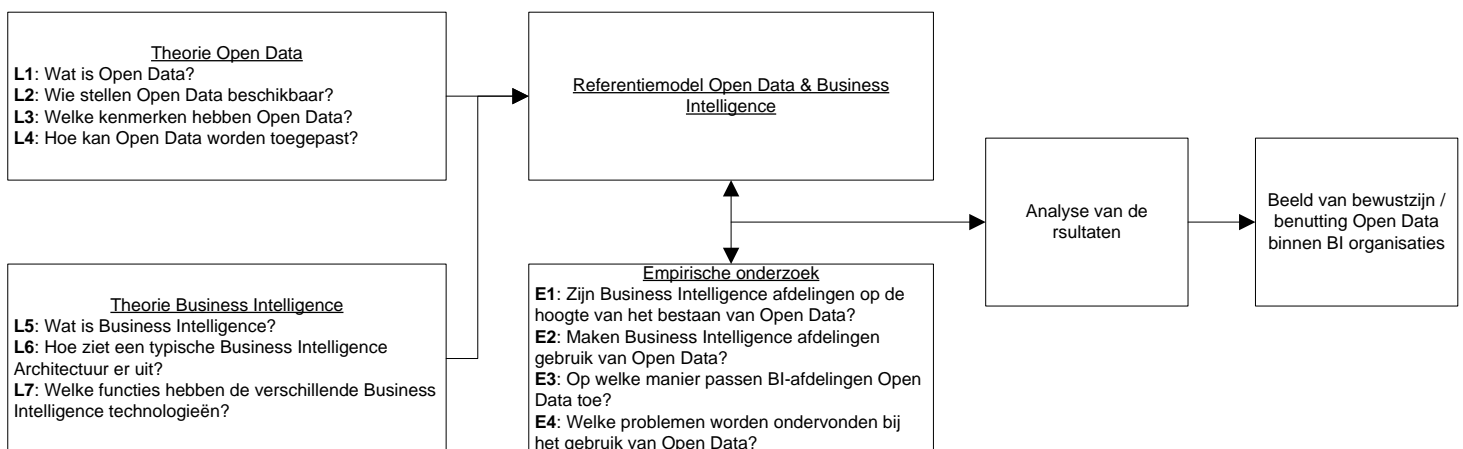 Theorie Open Data
L1: Wat is Open Data?
L2: Wie stellen Open Data beschikbaar?
L3: Welke kenmerken hebben Open Data?
L4: Hoe kan Open Data worden toegepast?
Theorie Business Intelligence
L5: Wat is Business Intelligence?
L6: Hoe ziet een typische Business Intelligence
Architectuur er uit?
L7: Welke functies hebben de verschillende Business
Intelligence technologieën?
Referentiemodel Open Data & Business
Intelligence
Empirische onderzoek
E1: Zijn Business Intelligence afdelingen op de
hoogte van het bestaan van Open Data?
E2: Maken Business Intelligence afdelingen
gebruik van Open Data?
E3: Op welke manier passen BI-afdelingen Open
Data toe?
E4: Welke problemen worden ondervonden bij
het gebruik van Open Data?
Analyse van de
rsultaten
Beeld van bewustzijn /
benutting Open Data
binnen BI organisaties